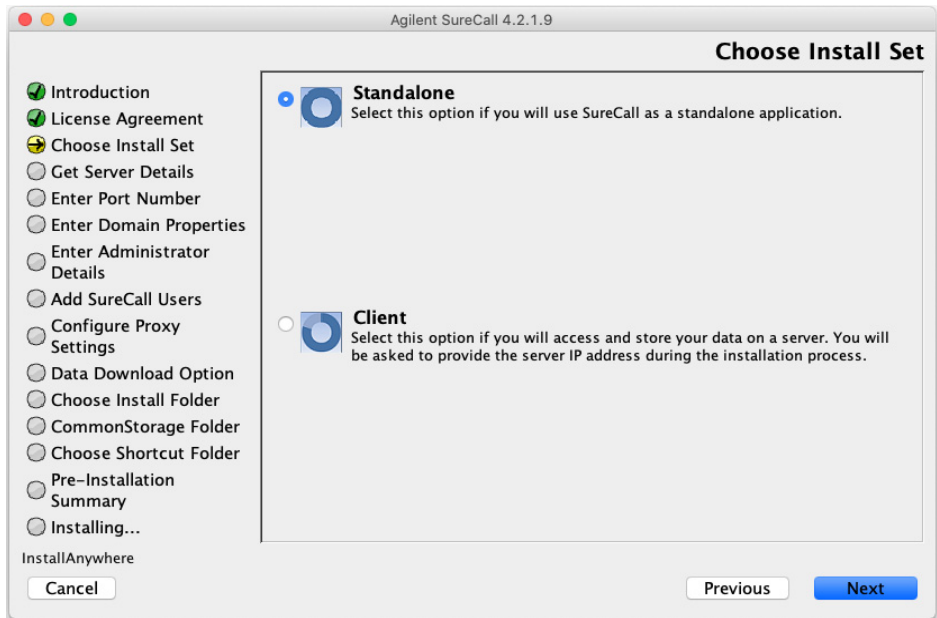 Agilent SureCall 4.2.1.9
Choose Install Set
Introduction
License Agreement
Choose Install Set
Get Server Details
Enter Port Number
Enter Domain Properties
Enter Administrator
Details
Add SureCall Users
Configure Proxy
Settings
Data Download Option
Choose Install Folder
CommonStorage Folder
Choose Shortcut Folder
Pre-Installation
Summary
Installing...
Standalone
Select this option if you will use SureCall as a standalone application.
Client
Select this option if you will access and store your data on a server. You will
be asked to provide the server IP address during the installation process.
InstallAnywhere
Cancel
Previous
Next